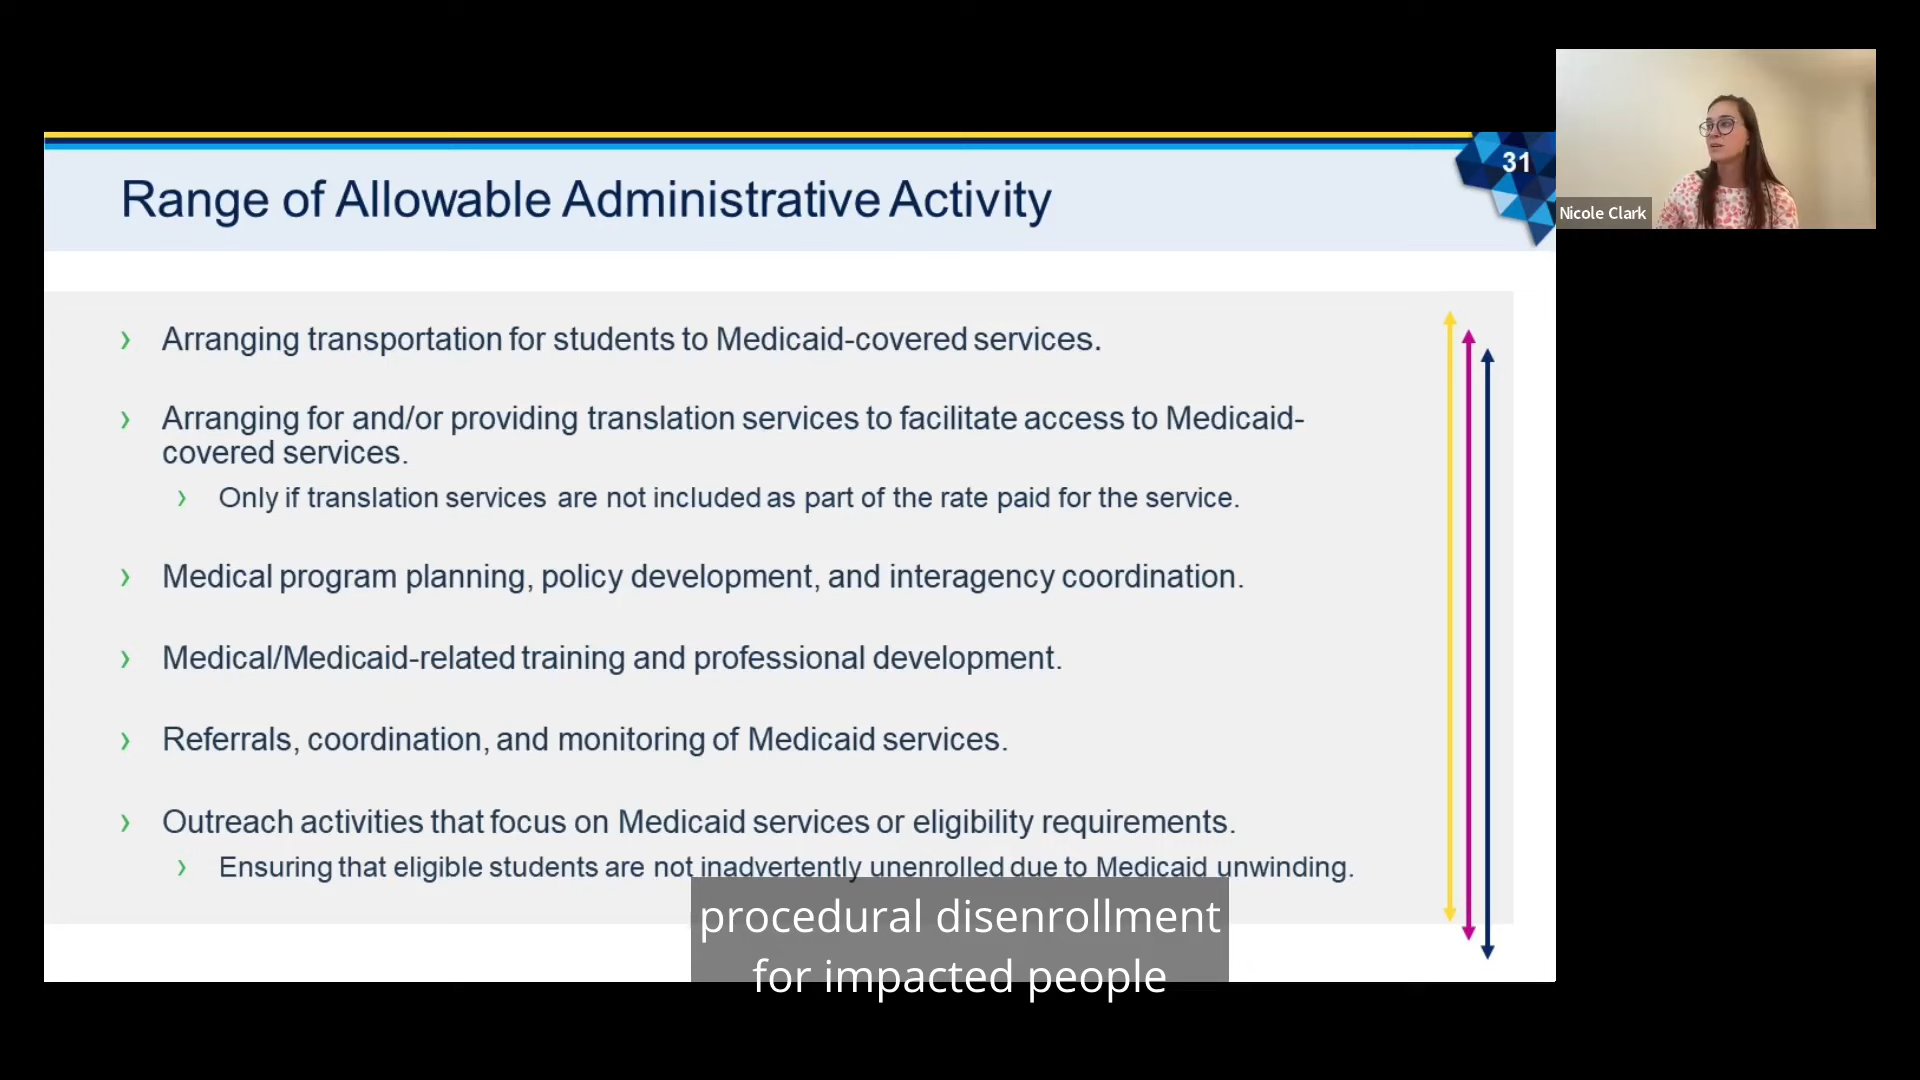 Range of Allowable Administrative Activity
31
Nicole Clark
› Arranging transportation for students to Medicaid-covered services.
› Arranging for and/or providing translation services to facilitate access to Medicaid-
covered services.
› Only if translation services are not included as part of the rate paid for the service.
› Medical program planning, policy development, and interagency coordination.
› Medical/Medicaid-related training and professional development.
› Referrals, coordination, and monitoring of Medicaid services.
› Outreach activities that focus on Medicaid services or eligibility requirements.
› Ensuring that eligible students are not inadvertently unenrolled due to Medicaid unwinding.
procedural disenrollment
for impacted people